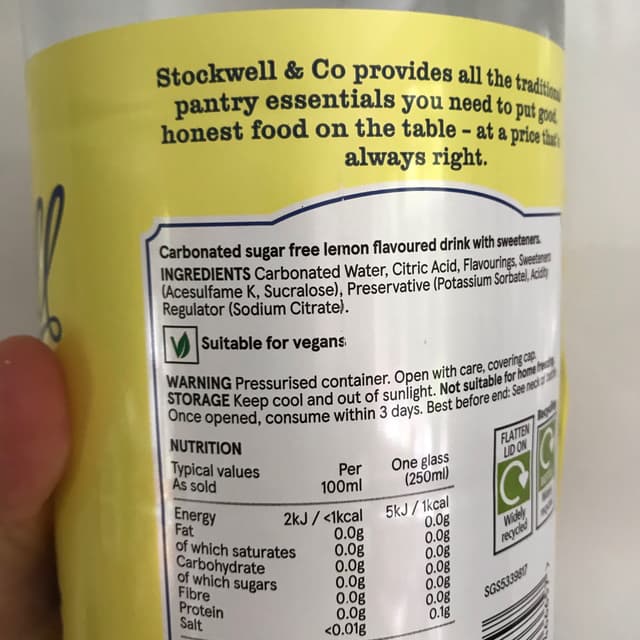 Stockwell & Co provides all the traditional
pantry essentials you need to put good
honest food on the table - at a price that's
always right.
Carbonated sugar free lemon flavoured drink with sweeteners.
INGREDIENTS Carbonated Water, Citric Acid, Flavourings, Sweeteners
(Acesulfame K, Sucralose), Preservative (Potassium Sorbate), Acidity
Regulator (Sodium Citrate).
Suitable for vegans
WARNING Pressurised container. Open with care, covering cap.
STORAGE Keep cool and out of sunlight. Not suitable for home freezing.
Once opened, consume within 3 days. Best before end: See neck or
NUTRITION
Typical values Per One glass
As sold 100ml (250ml)
Energy 2kJ / <1kcal 5kJ / 1kcal
Fat 0.0g 0.0g
of which saturates 0.0g 0.0g
Carbohydrate 0.0g 0.0g
of which sugars 0.0g 0.0g
Fibre 0.0g 0.0g
Protein 0.0g 0.0g
Salt <0.01g 0.1g
FLATTEN
LID ON
Widely
recycled
SGS5339817